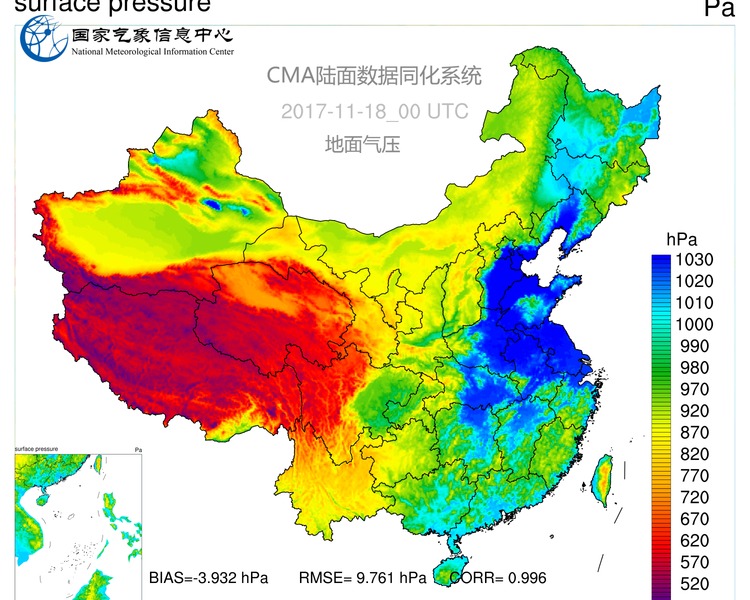 surface pressure
Pa
国家气象信息中心
National Meteorological Information Center
CMA陆面数据同化系统
2017-11-18_00 UTC
地面气压
hPa
1030
1020
1010
1000
990
980
970
920
870
820
770
720
670
620
570
520
surface pressure
Pa
BIAS=-3.932 hPa
RMSE= 9.761 hPa
CORR= 0.996